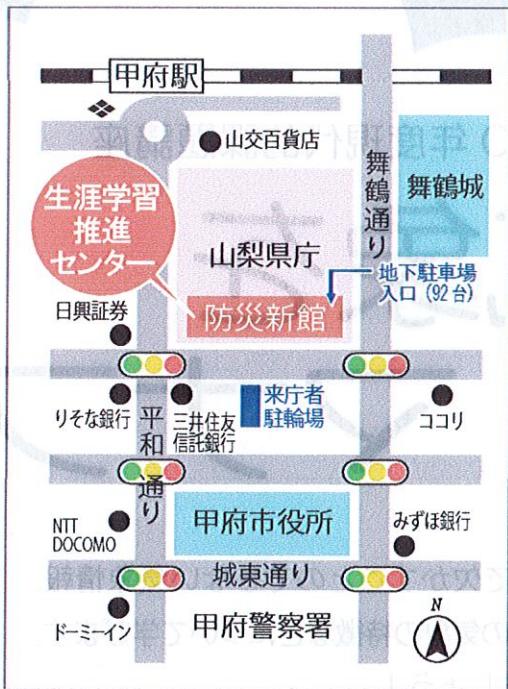 甲府駅
山交百貨店
舞鶴通り
舞鶴城
生涯学習
推進
センター
山梨県庁
地下駐車場
入口（92台）
防災新館
日興証券
りそな銀行
平和通り
三井住友
信託銀行
来庁者
駐輪場
ココリ
NTT
DOCOMO
甲府市役所
みずほ銀行
城東通り
ドーミーイン
甲府警察署
N